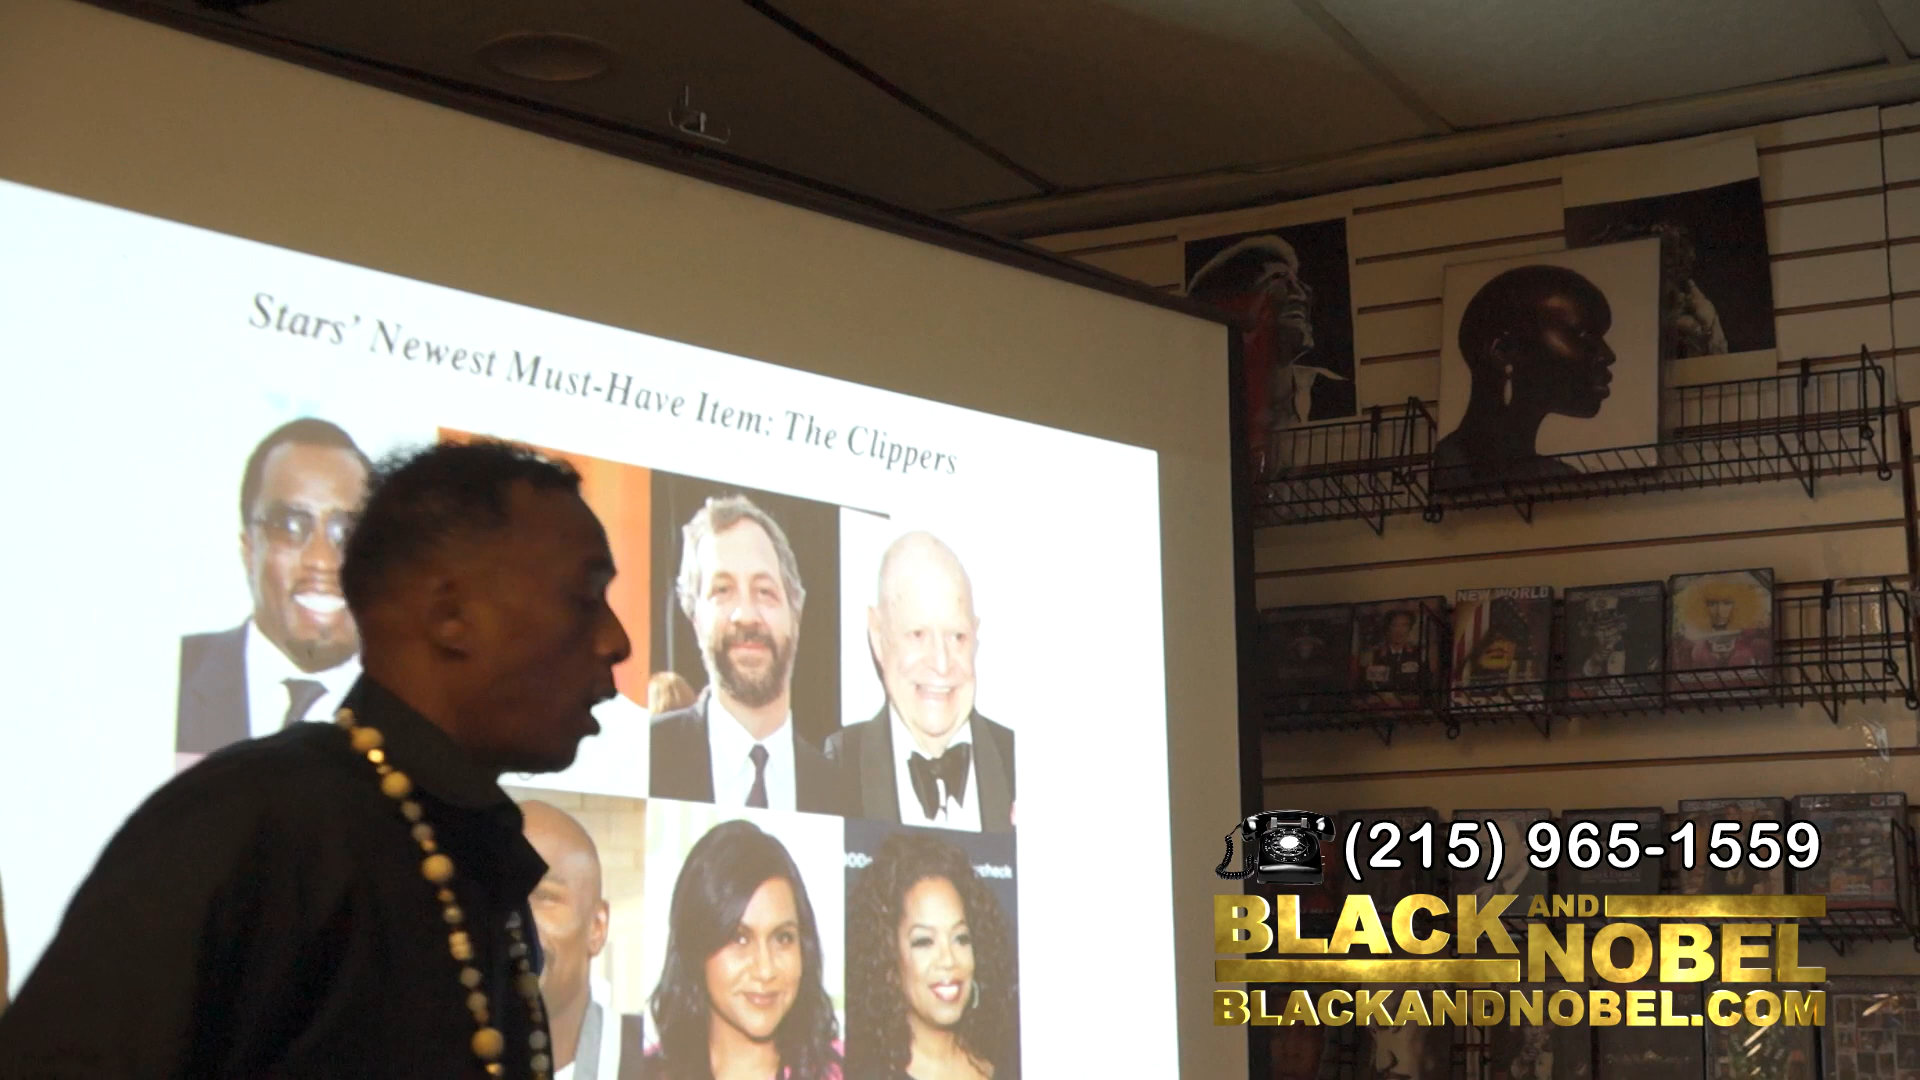 Stars' Newest Must-Have Item: The Clippers
NEW WORLD
(215) 965-1559
BLACK AND NOBEL
BLACKANDNOBEL.COM